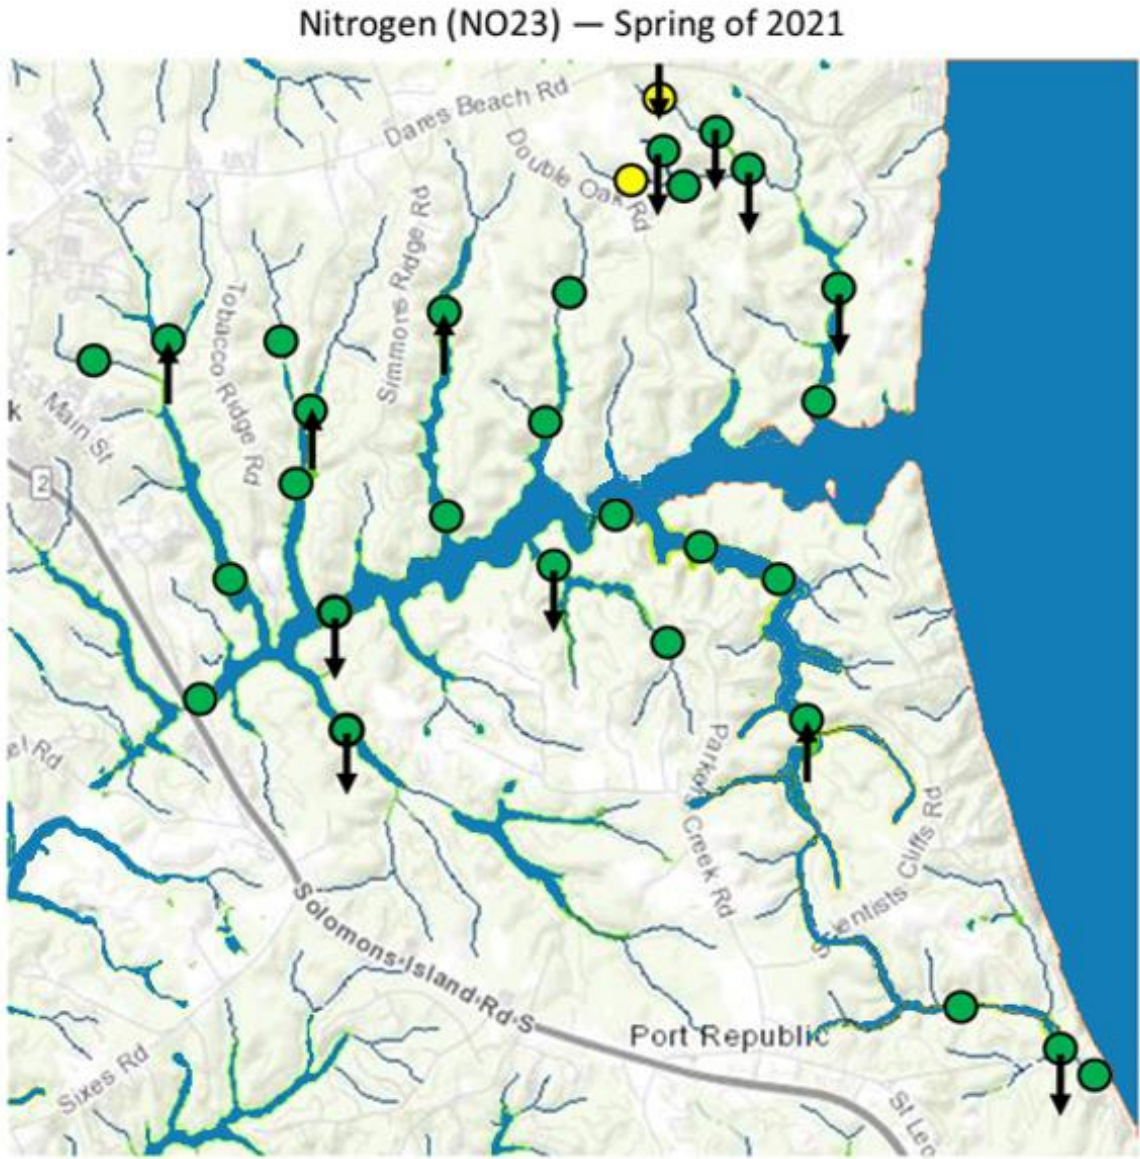 Nitrogen (NO23) — Spring of 2021
Dares Beach Rd
Double Oak Rd
Simmons Ridge Rd
Tobacco Ridge Rd
k
Main St
2
el Rd
Parker Creek Rd
Scientists Cliffs Rd
Solomons Island Rd S
Port Republic
Sixes Rd
St Leo